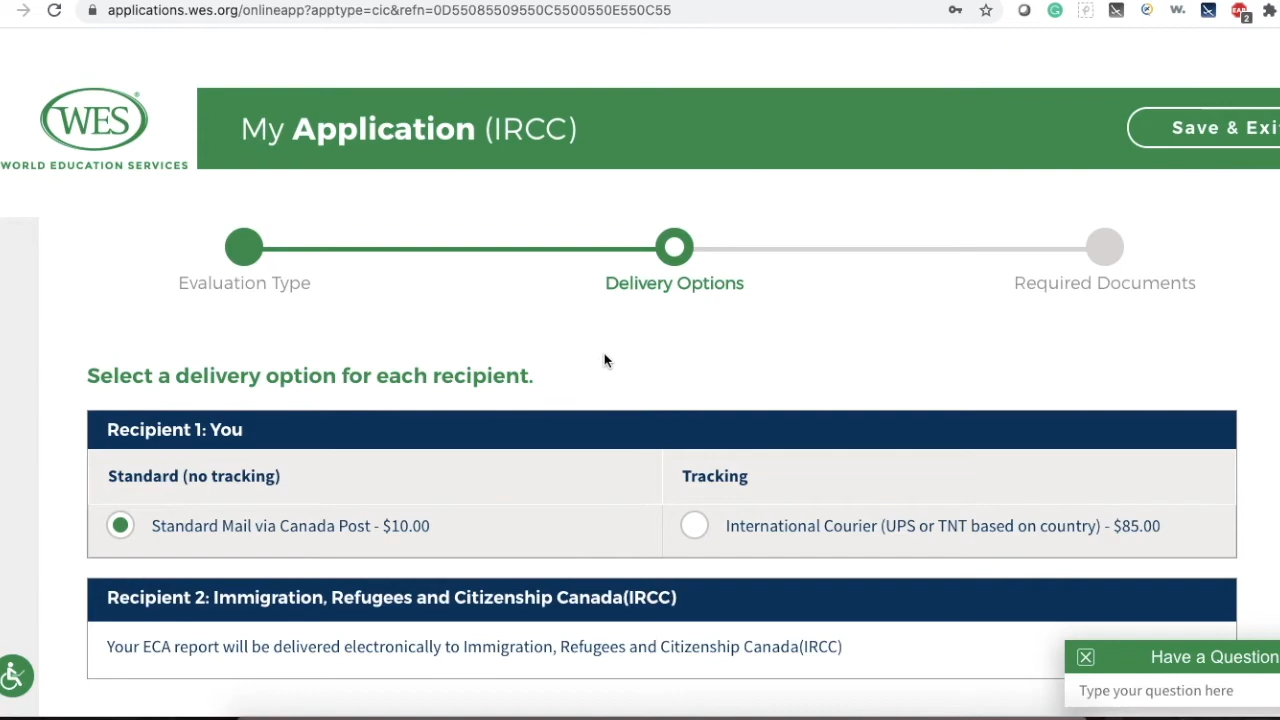 applications.wes.org/onlineapp?apptype=cic&refn=0D55085509550C5500550E550C55
w.
2
WES
WORLD EDUCATION SERVICES
My Application (IRCC)
Save & Exi
Evaluation Type
Delivery Options
Required Documents
Select a delivery option for each recipient.
Recipient 1: You
Standard (no tracking)
Tracking
Standard Mail via Canada Post - $10.00
International Courier (UPS or TNT based on country) - $85.00
Recipient 2: Immigration, Refugees and Citizenship Canada(IRCC)
Your ECA report will be delivered electronically to Immigration, Refugees and Citizenship Canada(IRCC)
Have a Question
Type your question here